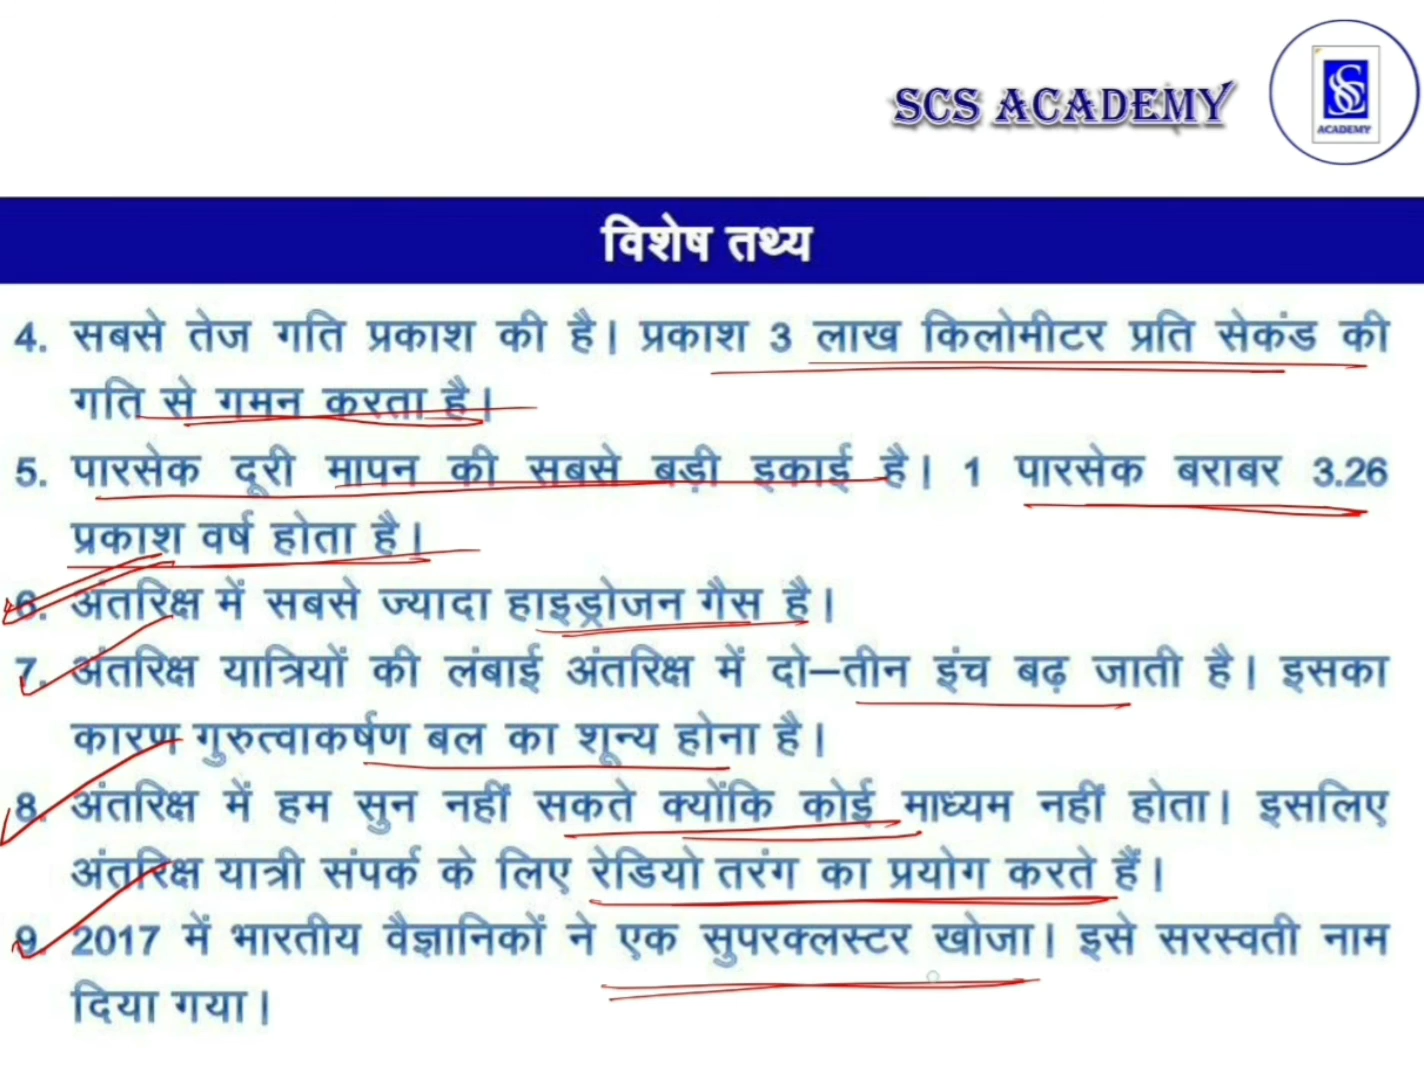 SCS ACADEMY
SCS
ACADEMY
विशेष तथ्य
4. सबसे तेज गति प्रकाश की है। प्रकाश 3 लाख किलोमीटर प्रति सेकंड की
गति से गमन करता है।
5. पारसेक दूरी मापन की सबसे बड़ी इकाई है। 1 पारसेक बराबर 3.26
प्रकाश वर्ष होता है।
6. अंतरिक्ष में सबसे ज्यादा हाइड्रोजन गैस है।
7. अंतरिक्ष यात्रियों की लंबाई अंतरिक्ष में दो–तीन इंच बढ़ जाती है। इसका
कारण गुरुत्वाकर्षण बल का शून्य होना है।
8. अंतरिक्ष में हम सुन नहीं सकते क्योंकि कोई माध्यम नहीं होता। इसलिए
अंतरिक्ष यात्री संपर्क के लिए रेडियो तरंग का प्रयोग करते हैं।
9. 2017 में भारतीय वैज्ञानिकों ने एक सुपरक्लस्टर खोजा। इसे सरस्वती नाम
दिया गया।